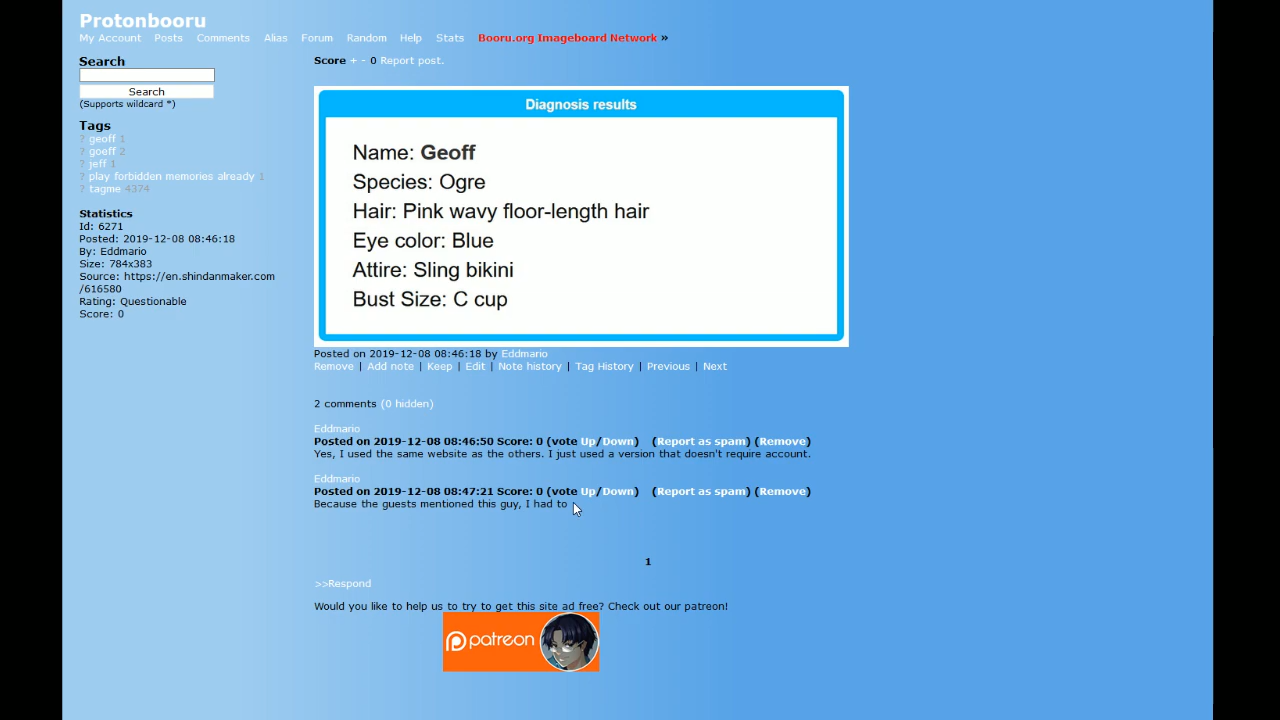 Protonbooru
My Account Posts Comments Alias Forum Random Help Stats Booru.org Imageboard Network »
Search
Search
(Supports wildcard *)
Tags
? geoff 1
? goeff 2
? jeff 1
? play forbidden memories already 1
? tagme 4374
Statistics
Id: 6271
Posted: 2019-12-08 08:46:18
By: Eddmario
Size: 784x383
Source: https://en.shindanmaker.com
/616580
Rating: Questionable
Score: 0
Score + - 0 Report post.
Diagnosis results
Name: Geoff
Species: Ogre
Hair: Pink wavy floor-length hair
Eye color: Blue
Attire: Sling bikini
Bust Size: C cup
Posted on 2019-12-08 08:46:18 by Eddmario
Remove | Add note | Keep | Edit | Note history | Tag History | Previous | Next
2 comments (0 hidden)
Eddmario
Posted on 2019-12-08 08:46:50 Score: 0 (vote Up/Down) (Report as spam) (Remove)
Yes, I used the same website as the others. I just used a version that doesn't require account.
Eddmario
Posted on 2019-12-08 08:47:21 Score: 0 (vote Up/Down) (Report as spam) (Remove)
Because the guests mentioned this guy, I had to
1
>>Respond
Would you like to help us to try to get this site ad free? Check out our patreon!
patreon